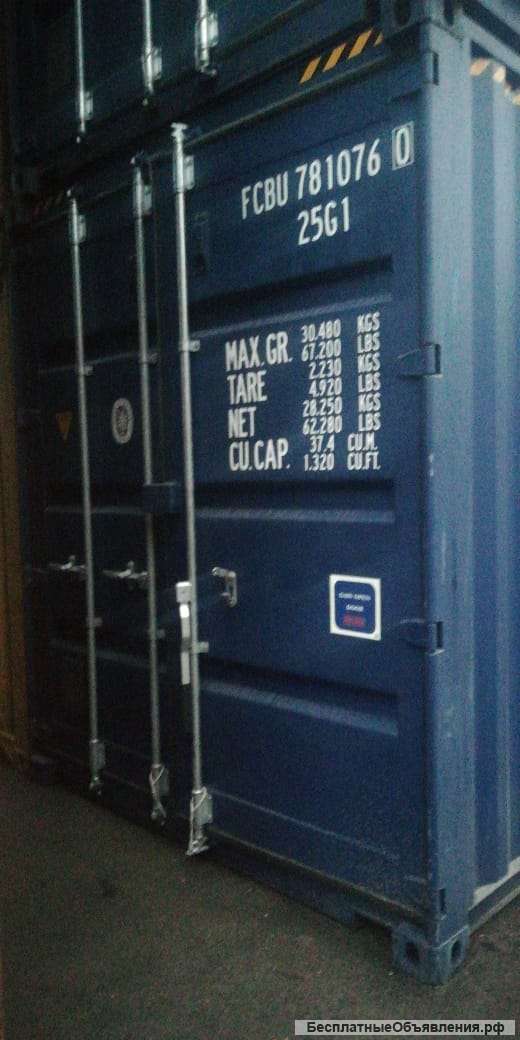 FCBU 781076 0
25G1
MAX. GR. 30.480 KGS
67.200 LBS
TARE 2.230 KGS
4.920 LBS
NET 28.250 KGS
62.280 LBS
CU. CAP. 37.4 CU.M.
1.320 CU.FT.
БесплатныеОбъявления.рф